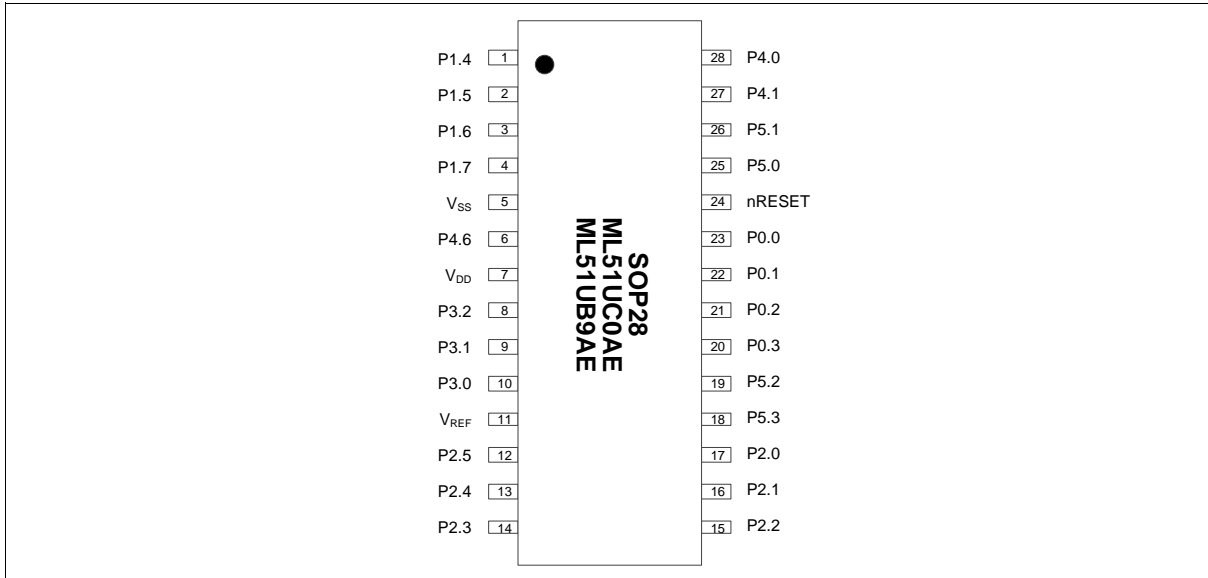 P1.4 1
P1.5 2
P1.6 3
P1.7 4
VSS 5
P4.6 6
VDD 7
P3.2 8
P3.1 9
P3.0 10
VREF 11
P2.5 12
P2.4 13
P2.3 14
SOP28
ML51UC0AE
ML51UB9AE
28 P4.0
27 P4.1
26 P5.1
25 P5.0
24 nRESET
23 P0.0
22 P0.1
21 P0.2
20 P0.3
19 P5.2
18 P5.3
17 P2.0
16 P2.1
15 P2.2